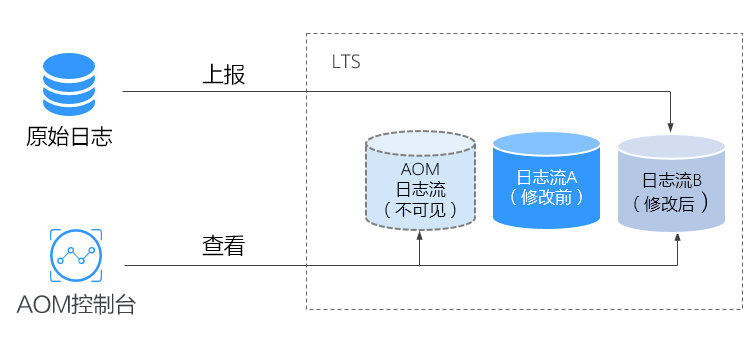 LTS
上报
原始日志
AOM
日志流
（不可见）
日志流A
（修改前）
日志流B
（修改后）
查看
AOM控制台